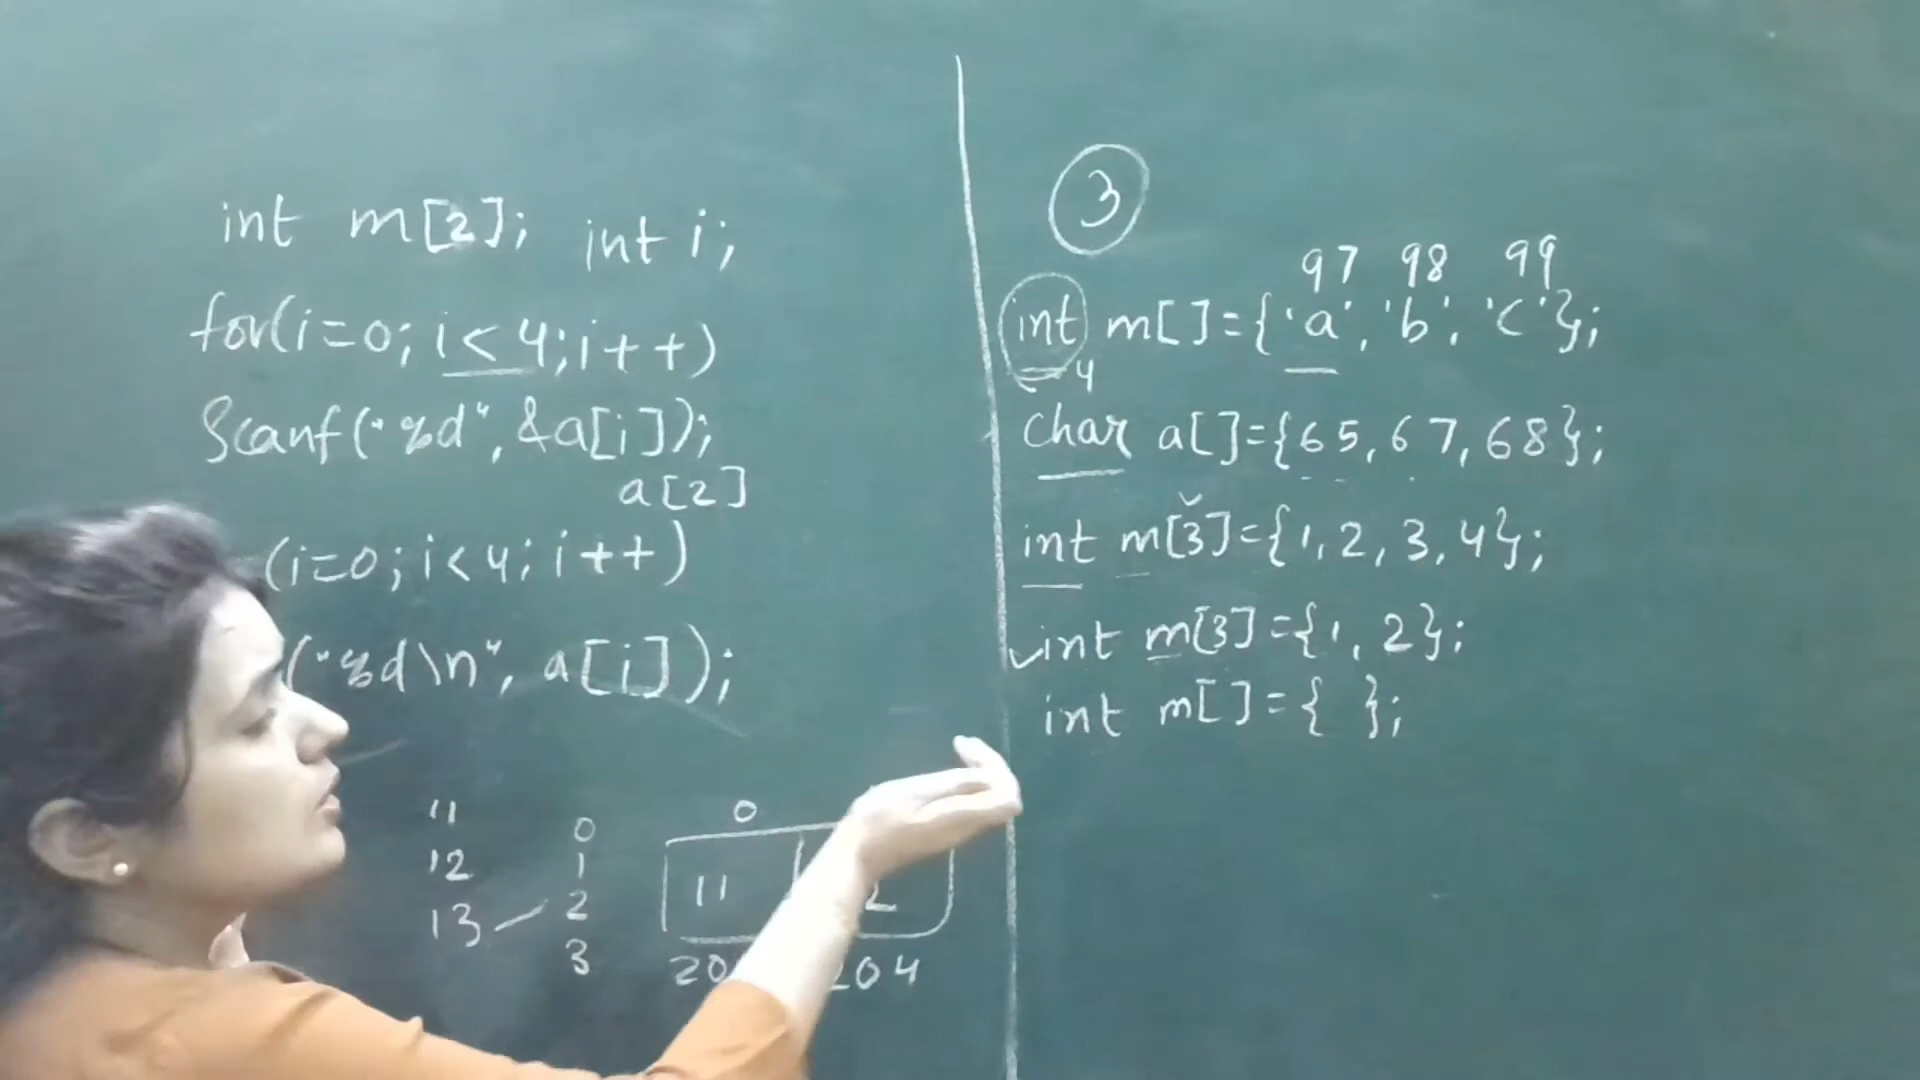 int m[2]; int i;
for(i=0; i<4; i++)
Scanf("%d", &a[i]);
a[2]
(i=0; i<4; i++)
("%d\n", a[i]);
11
12
13
0
1
2
3
0
11 2
20 204
3
97 98 99
int m[]={'a', 'b', 'c'};
4
char a[]={65, 67, 68};
int m[3]={1, 2, 3, 4};
int m[3]={1, 2};
int m[]={ };